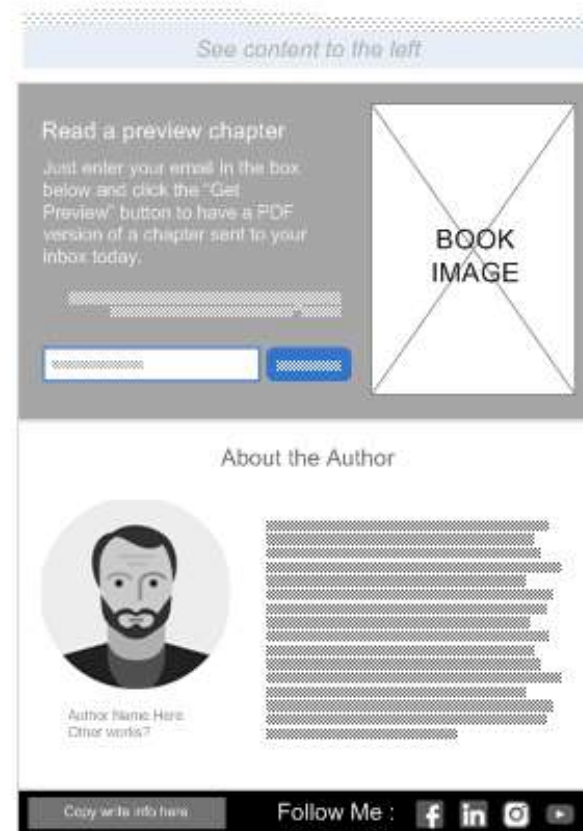 See content to the left
Read a preview chapter
Just enter your email in the box
below and click the “Get
Preview” button to have a PDF
version of a chapter sent to your
inbox today.
BOOK
IMAGE
About the Author
Author Name Here
Other works?
Copy write info here
Follow Me :